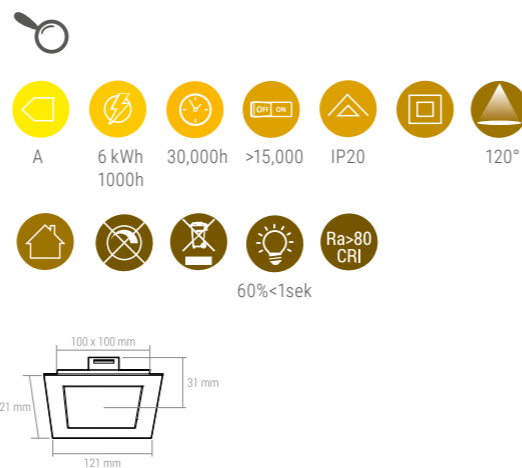 OFF ON
A
6 kWh
1000h
30,000h
>15,000
IP20
120°
Ra>80
CRI
60%<1sek
100 x 100 mm
31 mm
21 mm
121 mm